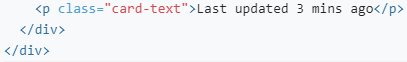 <p class="card-text">Last updated 3 mins ago</p>
</div>
</div>